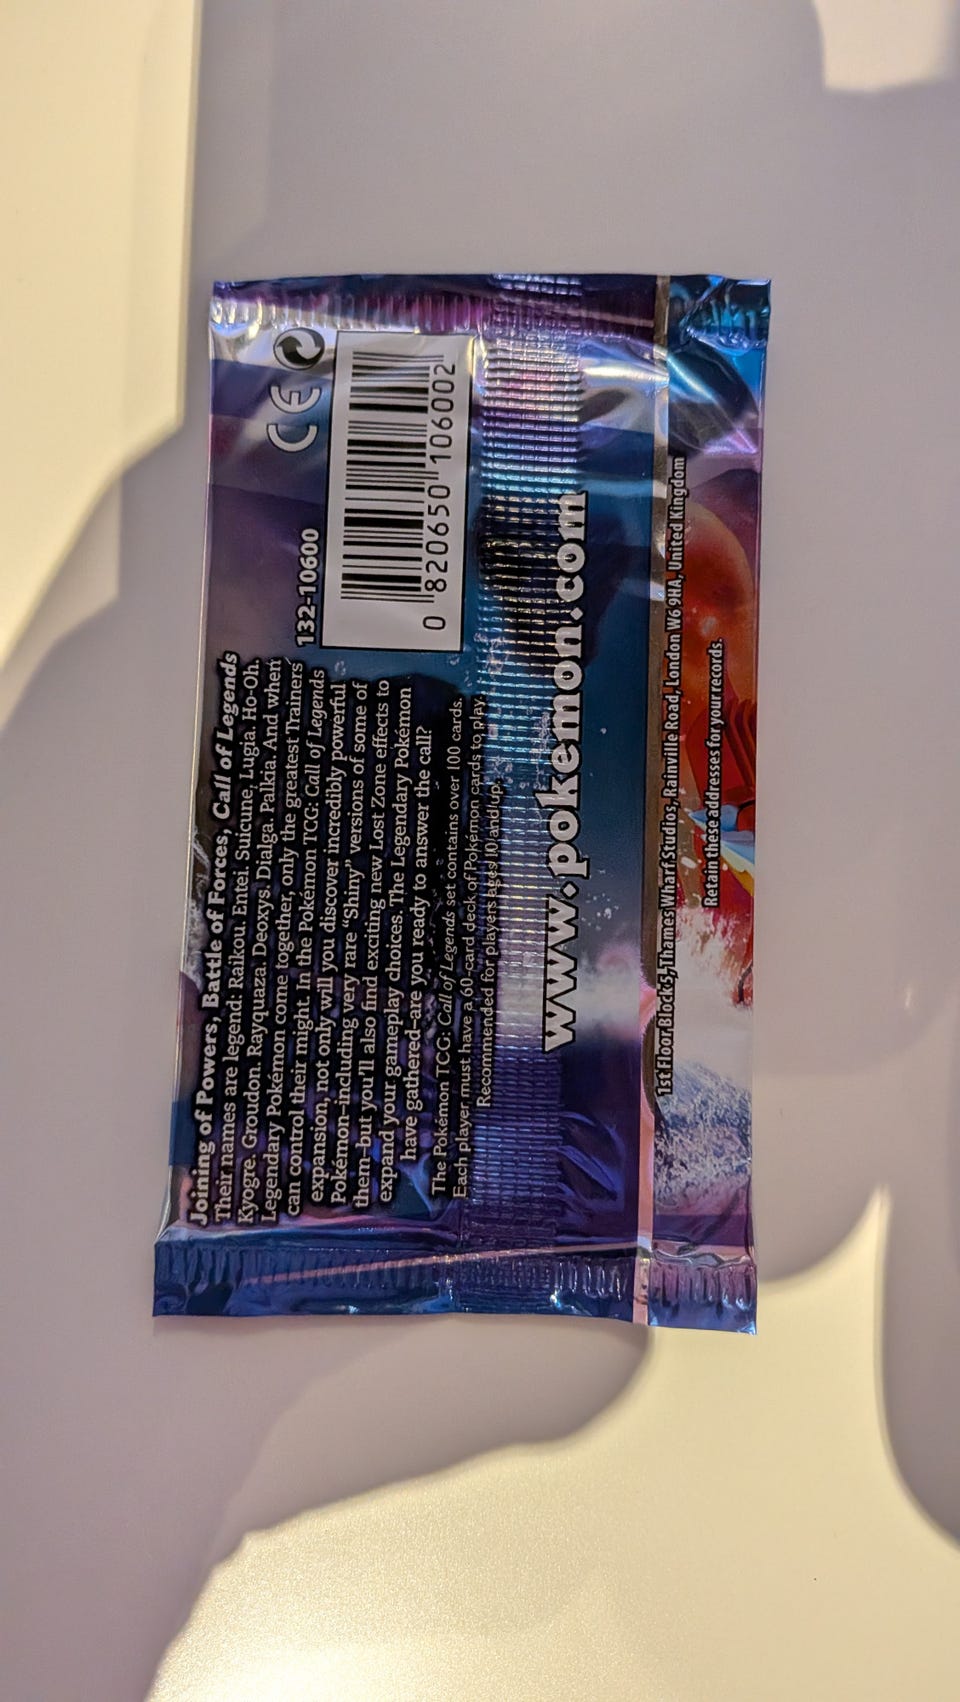 Joining of Powers, Battle of Forces, Call of Legends
Their names are legend: Raikou. Entei. Suicune. Lugia. Ho-Oh.
Kyogre. Groudon. Rayquaza. Deoxys. Dialga. Palkia. And when
Legendary Pokémon come together, only the greatest Trainers
can control their might. In the Pokémon TCG: Call of Legends
expansion, not only will you discover incredibly powerful
Pokémon–including very rare "Shiny" versions of some of
them–but you'll also find exciting new Lost Zone effects to
expand your gameplay choices. The Legendary Pokémon
have gathered–are you ready to answer the call?
The Pokémon TCG: Call of Legends set contains over 100 cards.
Each player must have a 60-card deck of Pokémon cards to play.
Recommended for players ages 10 and up.
132-10600
CE
0 820650 106002
www.pokemon.com
1st Floor, Block 5, Thames Wharf Studios, Rainville Road, London W6 9HA, United Kingdom
Retain these addresses for your records.